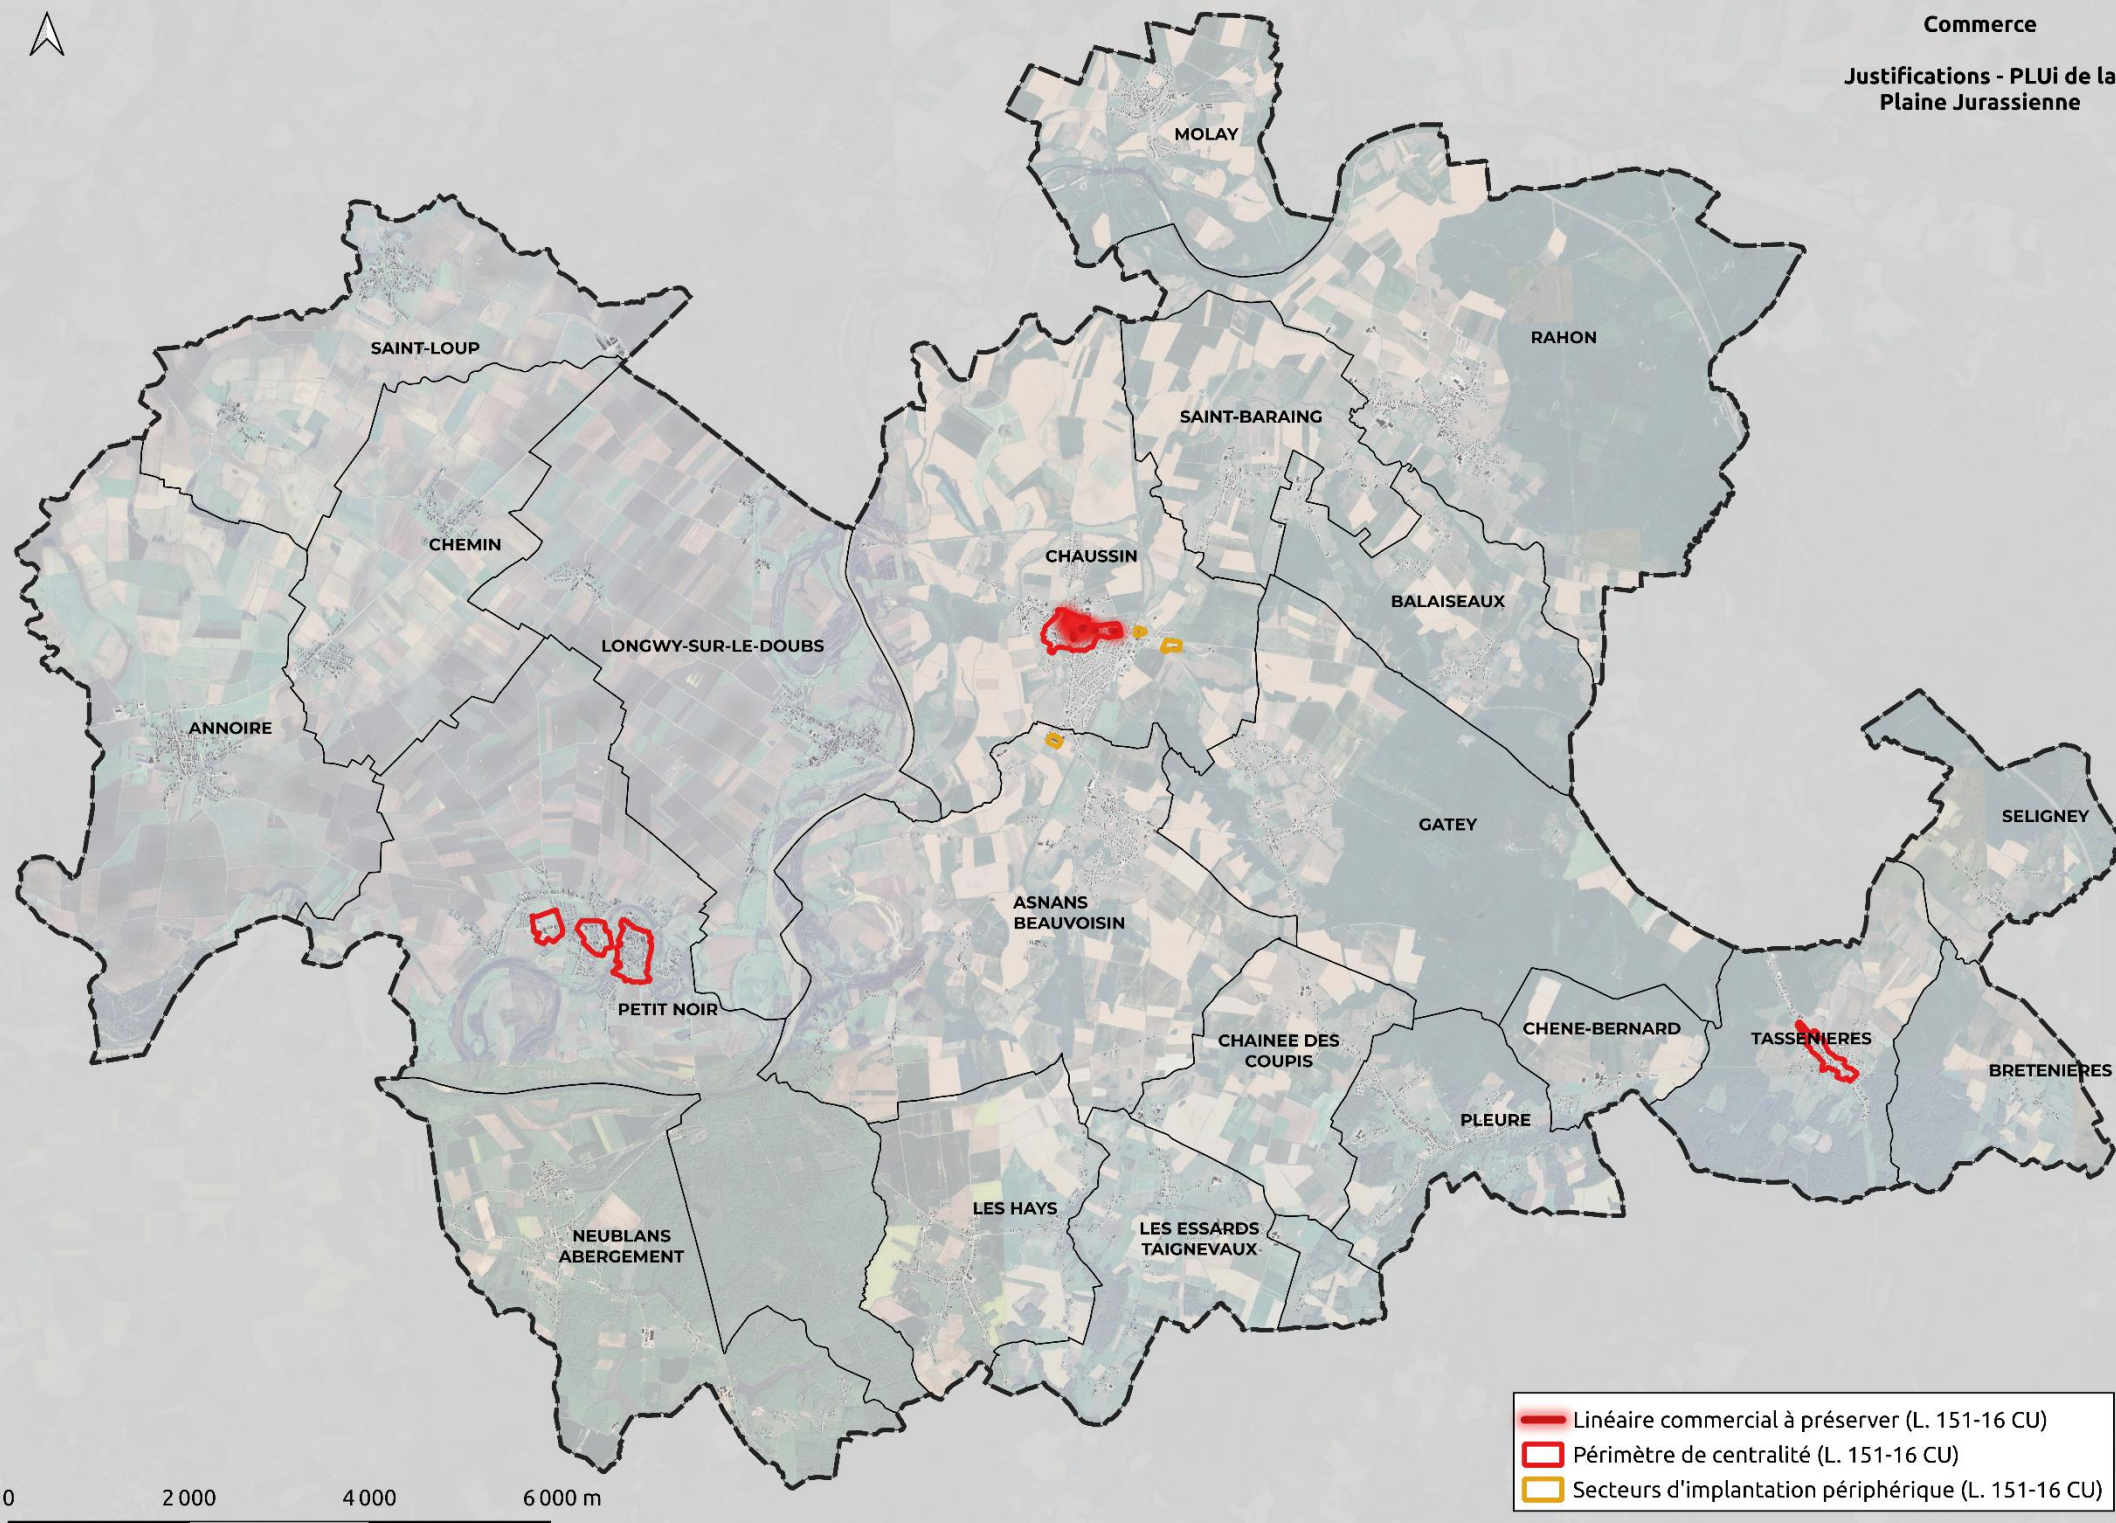 Commerce
Justifications - PLUi de la
Plaine Jurassienne
MOLAY
RAHON
SAINT-LOUP
SAINT-BARAING
CHEMIN
CHAUSSIN
BALAISEAUX
LONGWY-SUR-LE-DOUBS
ANNOIRE
SELIGNEY
GATEY
ASNANS
BEAUVOISIN
PETIT NOIR
CHENE-BERNARD
TASSENIERES
CHAINEE DES
COUPIS
BRETENIERES
PLEURE
LES HAYS
LES ESSARDS
TAIGNEVAUX
NEUBLANS
ABERGEMENT
Linéaire commercial à préserver (L. 151-16 CU)
Périmètre de centralité (L. 151-16 CU)
Secteurs d'implantation périphérique (L. 151-16 CU)
0 2 000 4 000 6 000 m